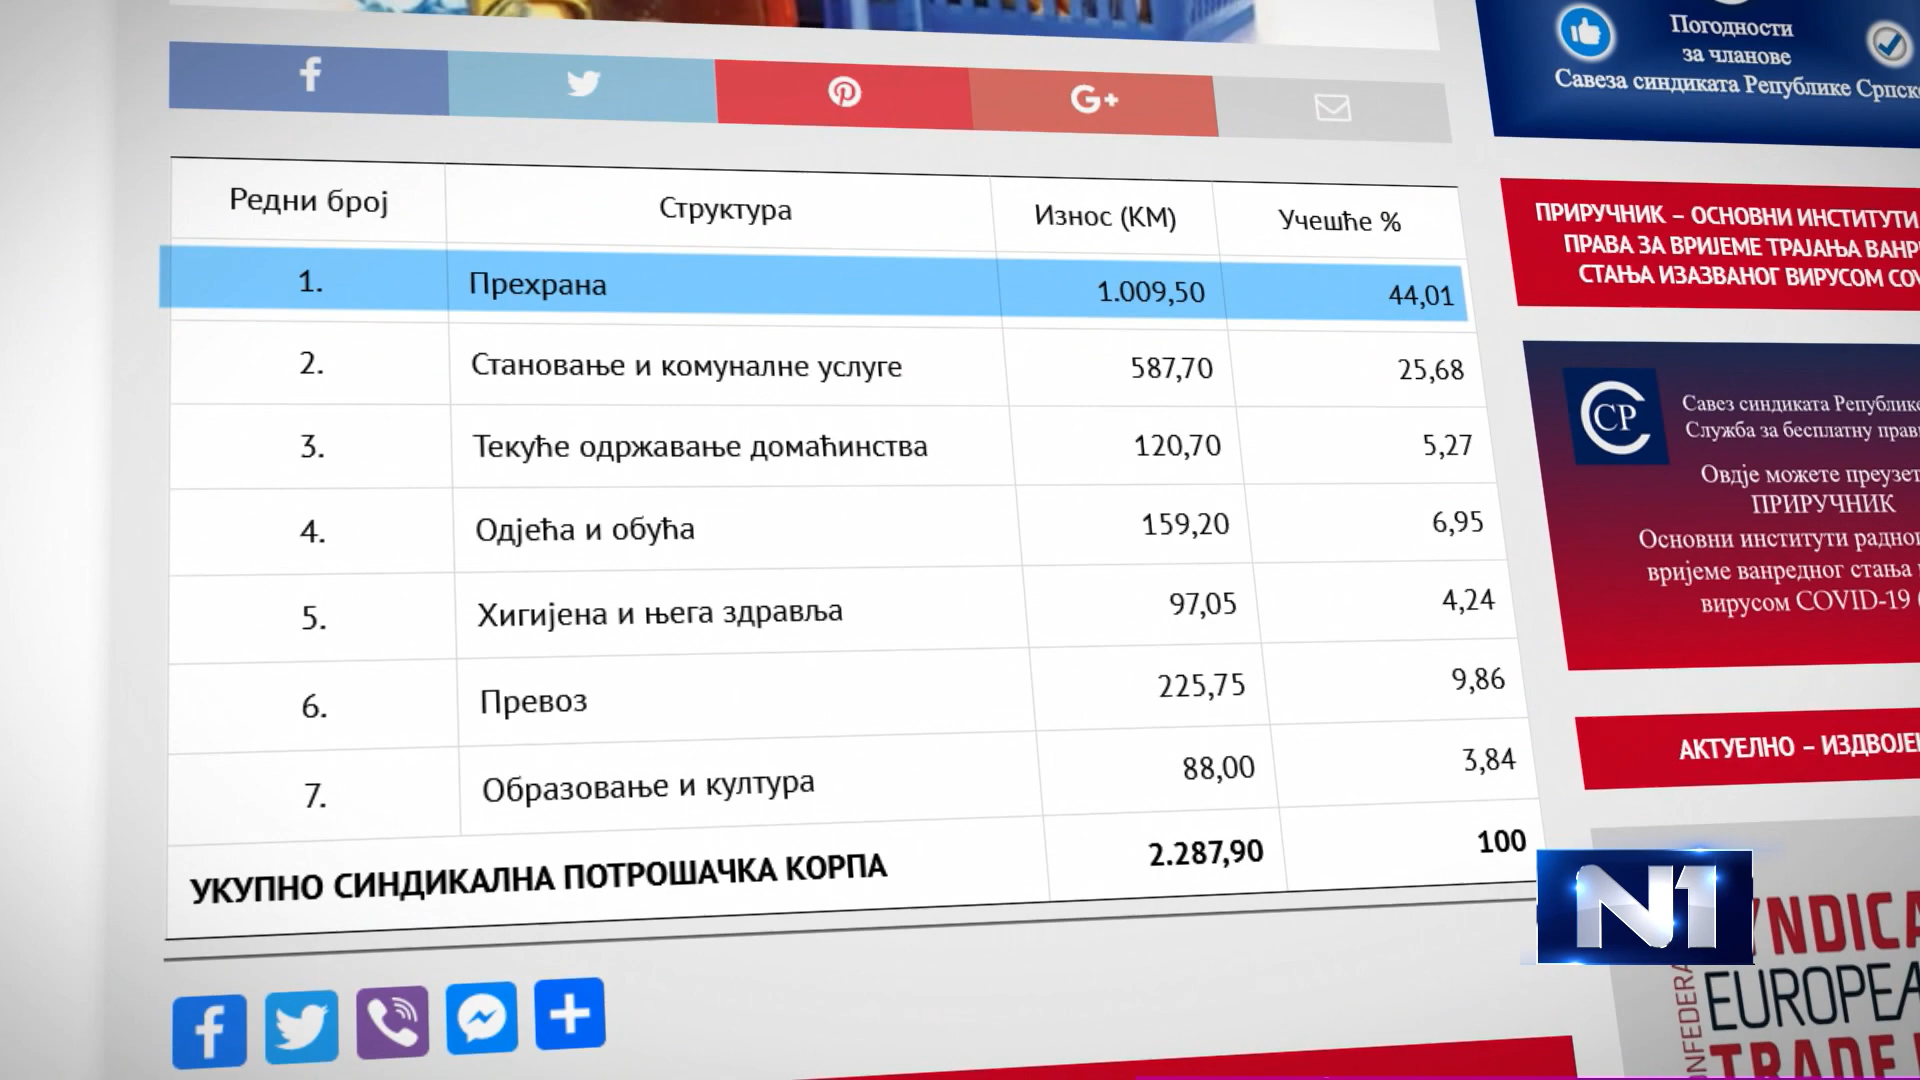 Погодности
за чланове
Савеза синдиката Републике Српске
Редни број Структура Износ (КМ) Учешће %
1. Прехрана 1.009,50 44,01
2. Становање и комуналне услуге 587,70 25,68
3. Текуће одржавање домаћинства 120,70 5,27
4. Одјећа и обућа 159,20 6,95
5. Хигијена и њега здравља 97,05 4,24
6. Превоз 225,75 9,86
7. Образовање и култура 88,00 3,84
УКУПНО СИНДИКАЛНА ПОТРОШАЧКА КОРПА 2.287,90 100
ПРИРУЧНИК – ОСНОВНИ ИНСТИТУТИ
ПРАВА ЗА ВРИЈЕМЕ ТРАЈАЊА
СТАЊА ИЗАЗВАНОГ ВИРУСОМ
ССРС
Савез синдиката Републике
Служба за бесплатну
Овдје можете
ПРИРУЧНИК
Основни институти
вријеме ванредног стања
вирусом COVID-19
АКТУЕЛНО –
N1
EUROPEA
TRADE